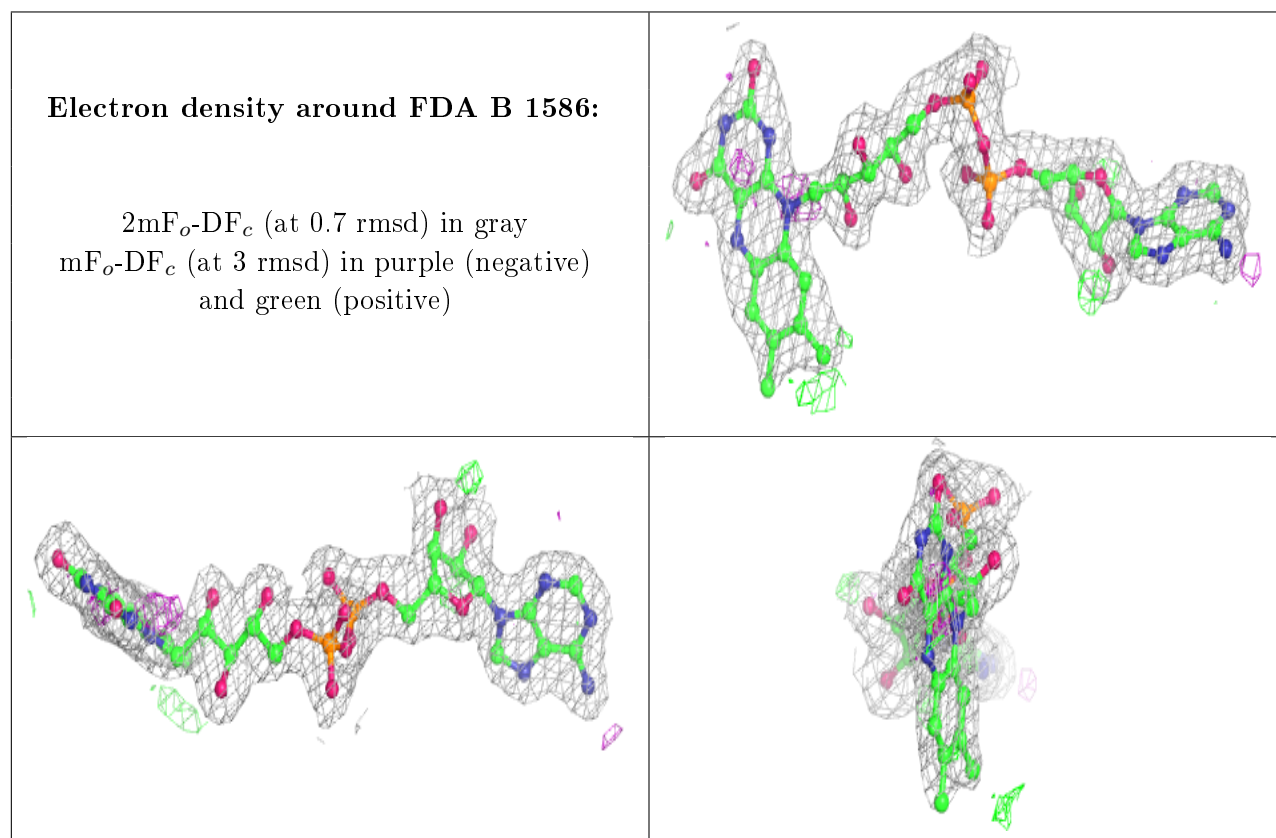 Electron density around FDA B 1586:
2mFo-DFc (at 0.7 rmsd) in gray
mFo-DFc (at 3 rmsd) in purple (negative)
and green (positive)